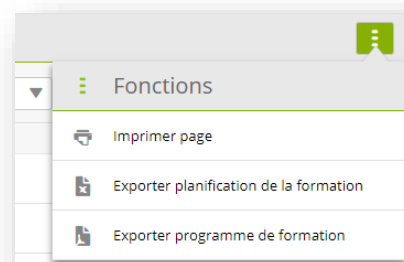 Fonctions
Imprimer page
Exporter planification de la formation
Exporter programme de formation